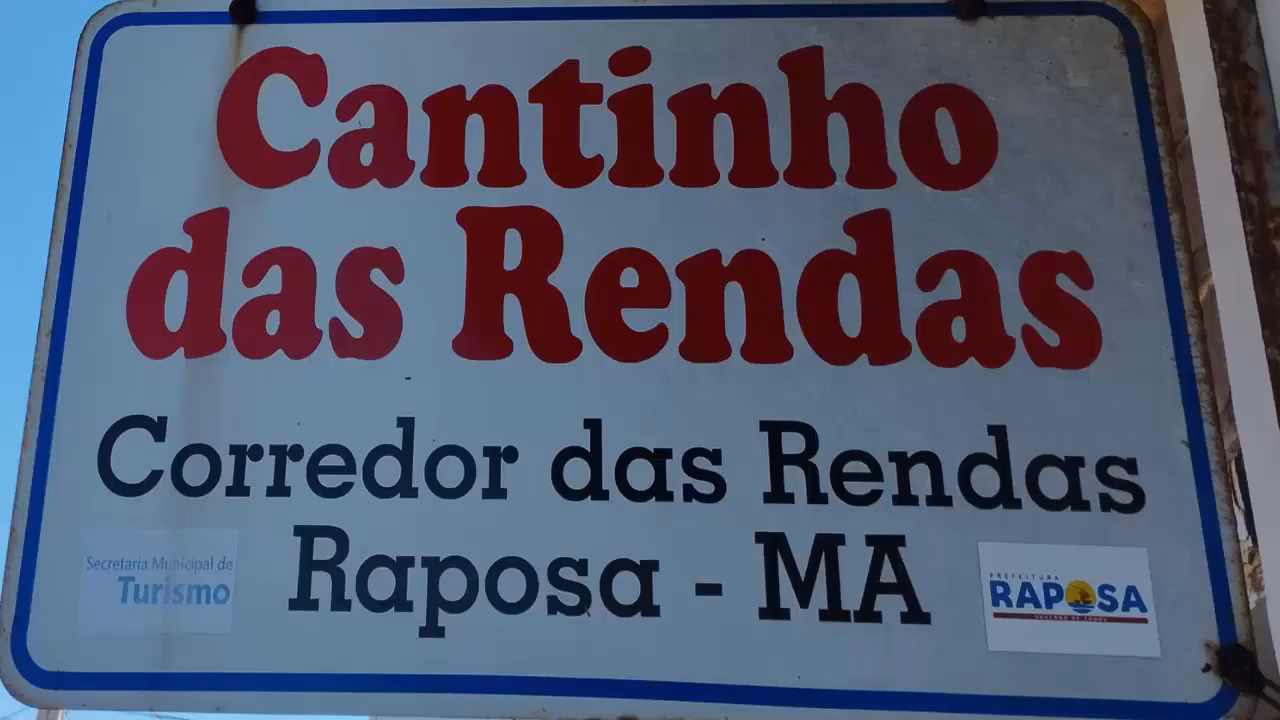 Cantinho
das Rendas
Corredor das Rendas
Raposa - MA
Secretaria Municipal de
Turismo
PREFEITURA
RAPOSA